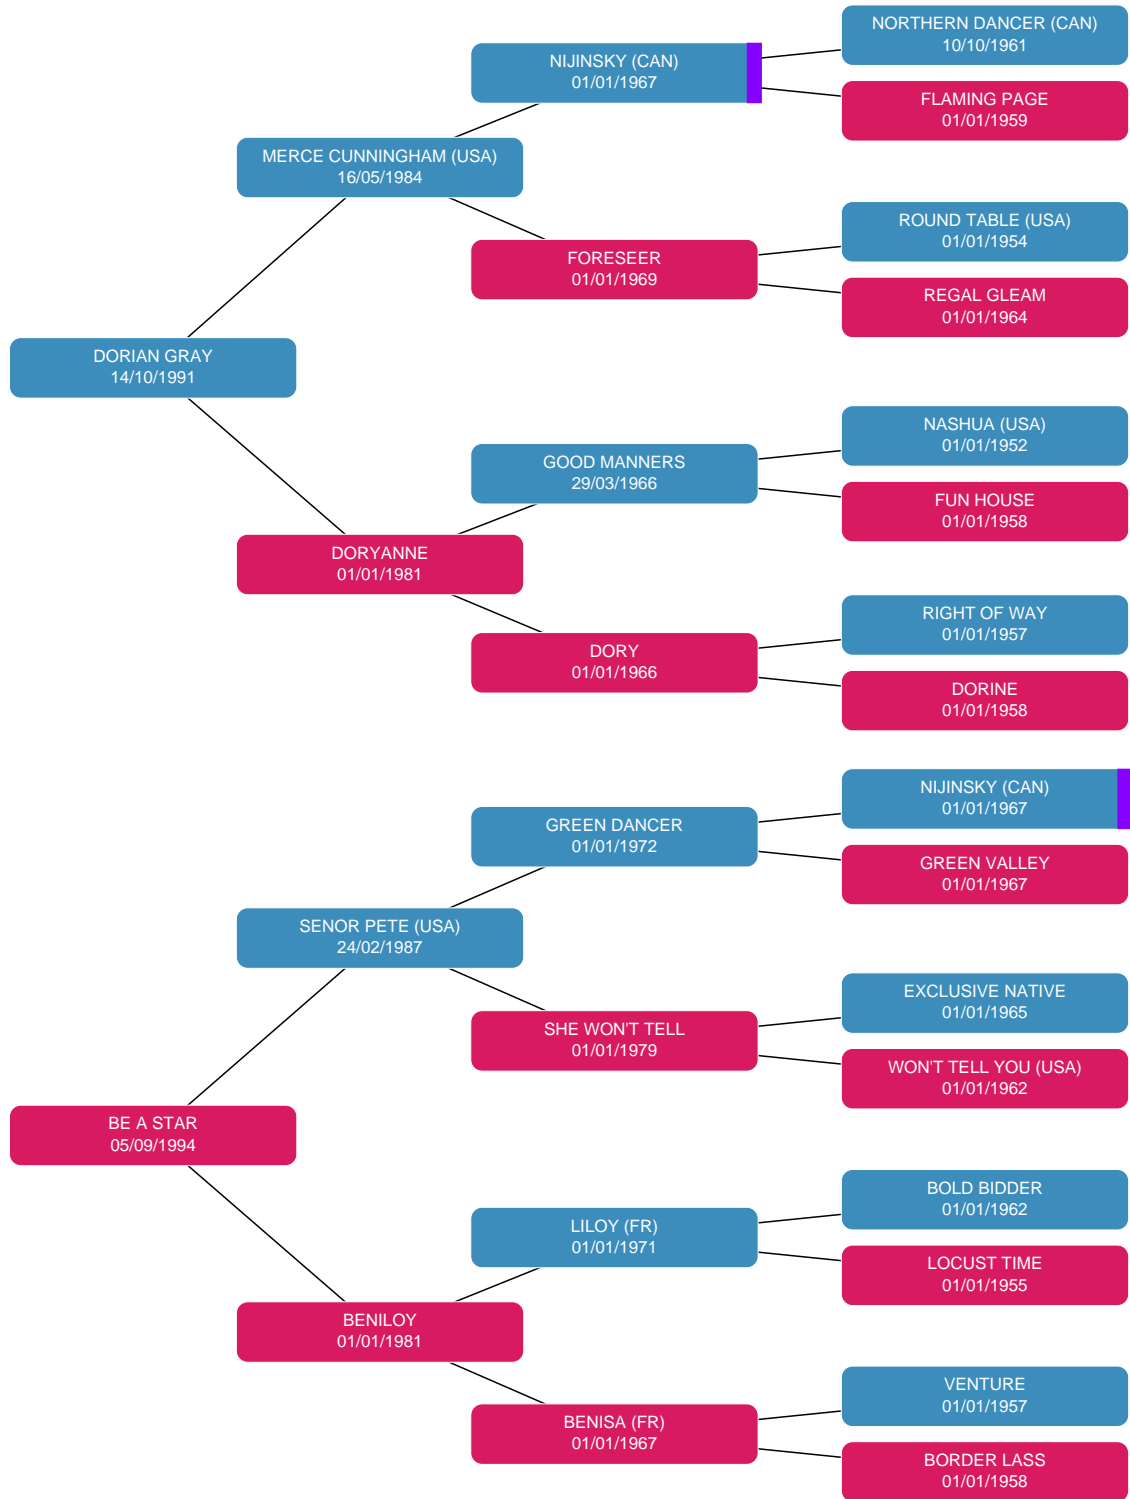 NORTHERN DANCER (CAN)
10/10/1961
NIJINSKY (CAN)
01/01/1967
FLAMING PAGE
01/01/1959
MERCE CUNNINGHAM (USA)
16/05/1984
ROUND TABLE (USA)
01/01/1954
FORESEER
01/01/1969
REGAL GLEAM
01/01/1964
DORIAN GRAY
14/10/1991
NASHUA (USA)
01/01/1952
GOOD MANNERS
29/03/1966
FUN HOUSE
01/01/1958
DORYANNE
01/01/1981
RIGHT OF WAY
01/01/1957
DORY
01/01/1966
DORINE
01/01/1958
NIJINSKY (CAN)
01/01/1967
GREEN DANCER
01/01/1972
GREEN VALLEY
01/01/1967
SENOR PETE (USA)
24/02/1987
EXCLUSIVE NATIVE
01/01/1965
SHE WON'T TELL
01/01/1979
WON'T TELL YOU (USA)
01/01/1962
BE A STAR
05/09/1994
BOLD BIDDER
01/01/1962
LILOY (FR)
01/01/1971
LOCUST TIME
01/01/1955
BENILOY
01/01/1981
VENTURE
01/01/1957
BENISA (FR)
01/01/1967
BORDER LASS
01/01/1958